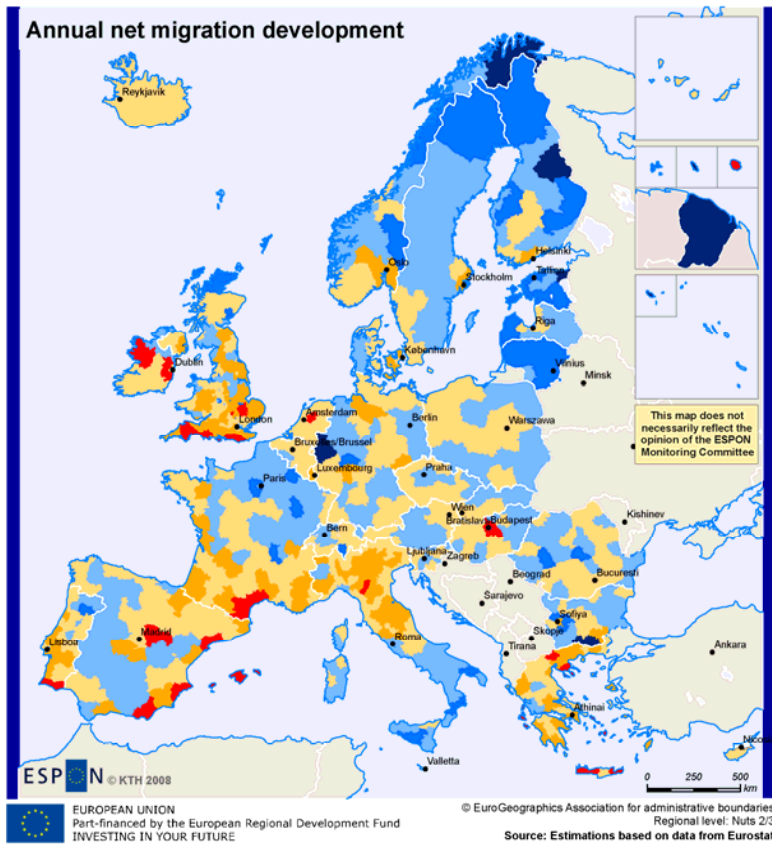 Annual net migration development
Reykjavik
Oslo
Helsinki
Tallinn
Stockholm
Riga
København
Vilnius
Minsk
Dublin
London
Amsterdam
Berlin
Warszawa
Bruxelles/Brussel
Luxembourg
Praha
Paris
Wien
Bratislava
Budapest
Kishinev
Bern
Ljubljana
Zagreb
Beograd
Bucuresti
Sarajevo
Sofiya
Skopje
Madrid
Lisboa
Roma
Tirana
Ankara
Athinai
Valletta
This map does not
necessarily reflect the
opinion of the ESPON
Monitoring Committee
ESPON © KTH 2008
0 250 500
km
EUROPEAN UNION
Part-financed by the European Regional Development Fund
INVESTING IN YOUR FUTURE
© EuroGeographics Association for administrative boundaries
Regional level: Nuts 2/3
Source: Estimations based on data from Eurostat